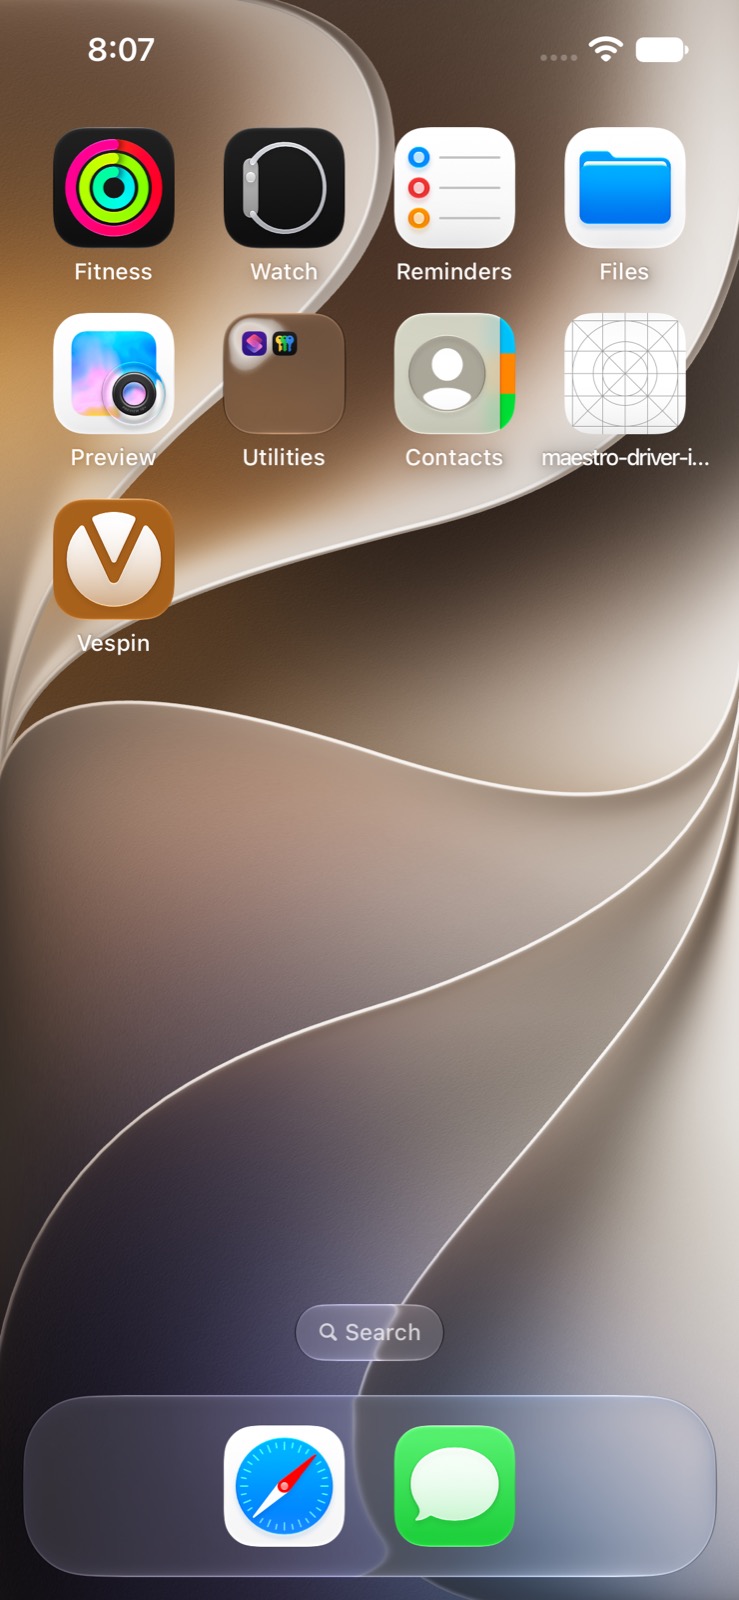 8:07
Fitness
Watch
Reminders
Files
Preview
Utilities
Contacts
maestro-driver-i...
Vespin
Search